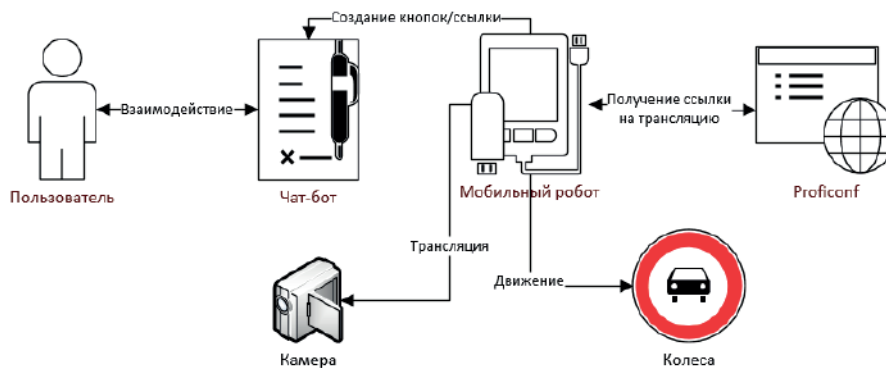 Создание кнопок/ссылки
Взаимодействие
Получение ссылки
на трансляцию
Пользователь
Чат-бот
Мобильный робот
Proficonf
Трансляция
Движение
Камера
Колеса